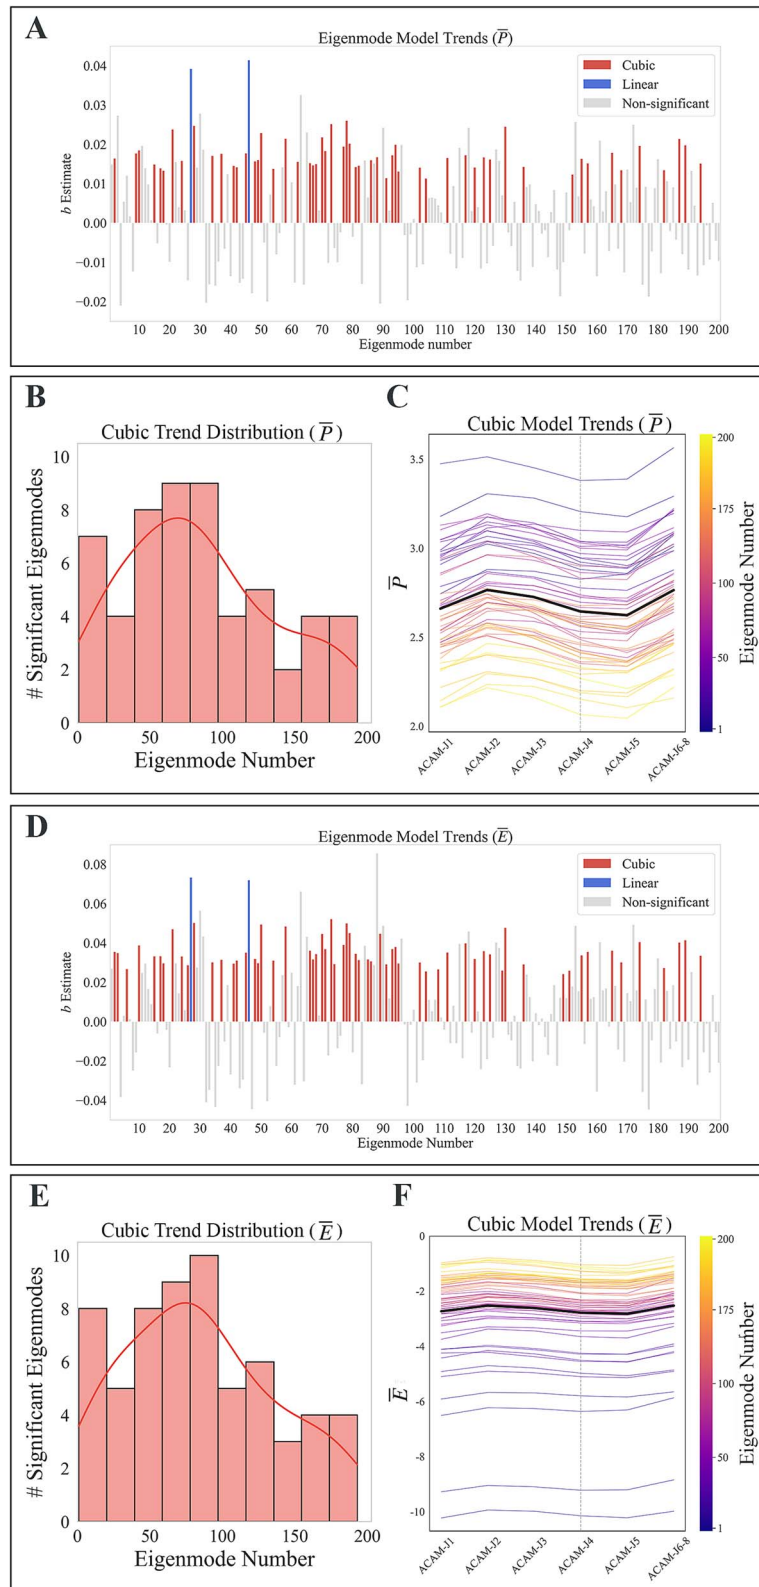 A
Eigenmode Model Trends (P̅)
Cubic
Linear
Non-significant
b Estimate
0.04
0.03
0.02
0.01
0.00
−0.01
−0.02
10 20 30 40 50 60 70 80 90 100 110 120 130 140 150 160 170 180 190 200
Eigenmode number
B
Cubic Trend Distribution (P̅)
# Significant Eigenmodes
10
8
6
4
2
0
0 50 100 150 200
Eigenmode Number
C
Cubic Model Trends (P̅)
P̅
3.5
3.0
2.5
2.0
ACAM-J1 ACAM-J2 ACAM-J3 ACAM-J4 ACAM-J5 ACAM-J6-8
200
175
100
50
1
Eigenmode Number
D
Eigenmode Model Trends (E̅)
Cubic
Linear
Non-significant
b Estimate
0.08
0.06
0.04
0.02
0.00
−0.02
−0.04
10 20 30 40 50 60 70 80 90 100 110 120 130 140 150 160 170 180 190 200
Eigenmode Number
E
Cubic Trend Distribution (E̅)
# Significant Eigenmodes
10
8
6
4
2
0
0 50 100 150 200
Eigenmode Number
F
Cubic Model Trends (E̅)
E̅
0
-2
-4
-6
-8
-10
ACAM-J1 ACAM-J2 ACAM-J3 ACAM-J4 ACAM-J5 ACAM-J6-8
200
175
100
50
1
Eigenmode Number